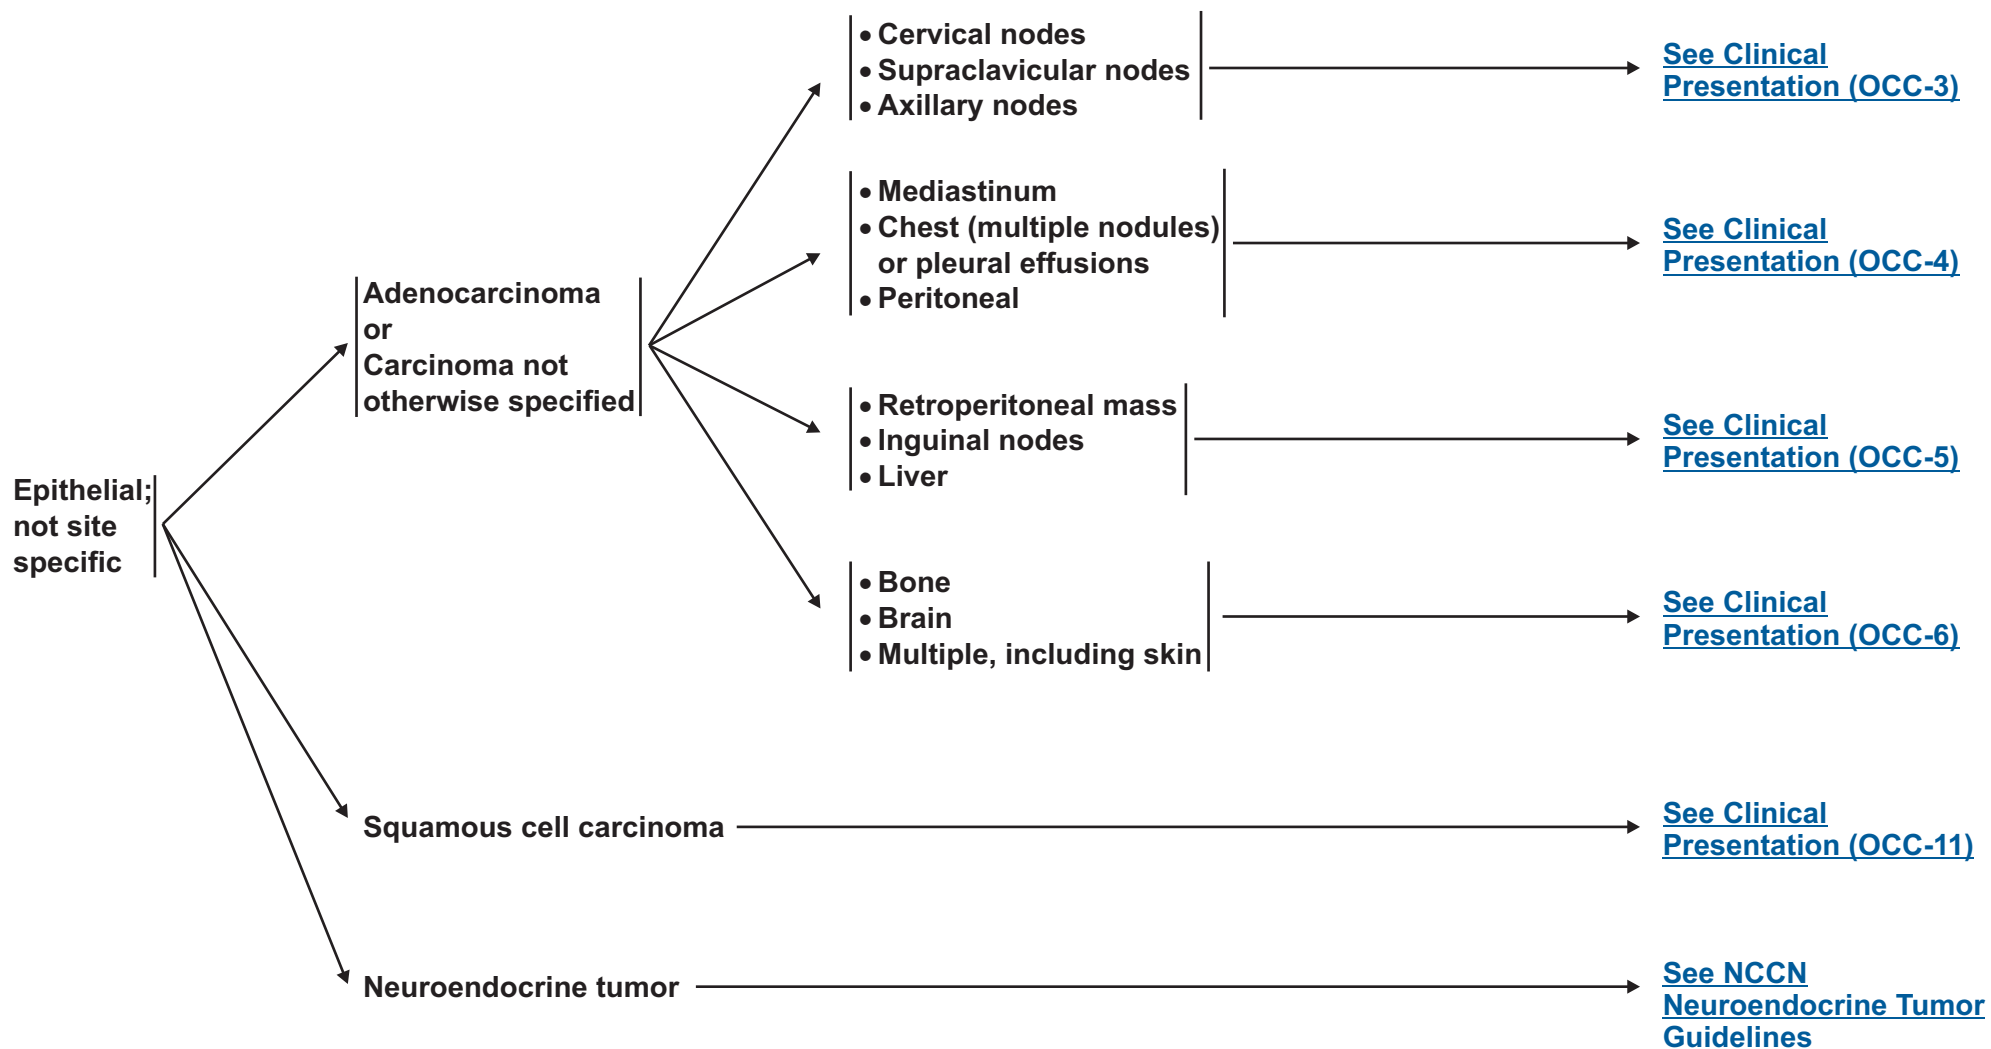 Epithelial;
not site
specific
Adenocarcinoma
or
Carcinoma not
otherwise specified
• Cervical nodes
• Supraclavicular nodes
• Axillary nodes
See Clinical
Presentation (OCC-3)
• Mediastinum
• Chest (multiple nodules)
or pleural effusions
• Peritoneal
See Clinical
Presentation (OCC-4)
• Retroperitoneal mass
• Inguinal nodes
• Liver
See Clinical
Presentation (OCC-5)
• Bone
• Brain
• Multiple, including skin
See Clinical
Presentation (OCC-6)
Squamous cell carcinoma
See Clinical
Presentation (OCC-11)
Neuroendocrine tumor
See NCCN
Neuroendocrine Tumor
Guidelines